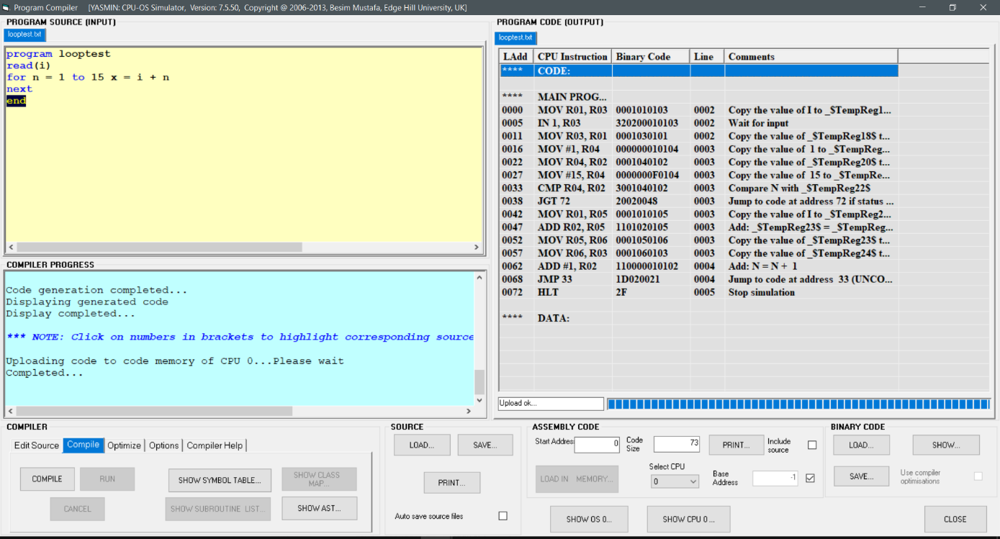 Program Compiler [YASMIN: CPU-OS Simulator, Version: 7.5.50, Copyright @ 2006-2013, Besim Mustafa, Edge Hill University, UK]
PROGRAM SOURCE (INPUT)
looptest.txt
program looptest
read(i)
for n = 1 to 15 x = i + n
next
end
COMPILER PROGRESS
Code generation completed...
Displaying generated code
Display completed...
*** NOTE: Click on numbers in brackets to highlight corresponding source
Uploading code to code memory of CPU 0...Please wait
Completed...
PROGRAM CODE (OUTPUT)
looptest.txt
LAdd CPU Instruction Binary Code Line Comments
**** CODE:
**** MAIN PROG...
0000 MOV R01, R03 0001010103 0002 Copy the value of I to _$TempReg1...
0005 IN 1, R03 320200010103 0002 Wait for input
0011 MOV R03, R01 0001030101 0002 Copy the value of _$TempReg18$ t...
0016 MOV #1, R04 000000010104 0003 Copy the value of 1 to _$TempReg...
0022 MOV R04, R02 0001040102 0003 Copy the value of _$TempReg20$ t...
0027 MOV #15, R04 0000000F0104 0003 Copy the value of 15 to _$TempRe...
0033 CMP R04, R02 3001040102 0003 Compare N with _$TempReg22$
0038 JGT 72 20020048 0003 Jump to code at address 72 if status ...
0042 MOV R01, R05 0001010105 0003 Copy the value of I to _$TempReg2...
0047 ADD R02, R05 1101020105 0003 Add: _$TempReg23$ = _$TempReg...
0052 MOV R05, R06 0001050106 0003 Copy the value of _$TempReg23$ t...
0057 MOV R06, R03 0001060103 0003 Copy the value of _$TempReg24$ t...
0062 ADD #1, R02 110000010102 0004 Add: N = N + 1
0068 JMP 33 1D020021 0004 Jump to code at address 33 (UNCO...
0072 HLT 2F 0005 Stop simulation
**** DATA:
Upload ok...
COMPILER
Edit Source Compile Optimize Options Compiler Help
COMPILE RUN SHOW SYMBOL TABLE... SHOW CLASS MAP...
CANCEL SHOW SUBROUTINE LIST... SHOW AST...
SOURCE
LOAD... SAVE...
PRINT...
Auto save source files
ASSEMBLY CODE
Start Address 0 Code Size 73 PRINT... Include source
LOAD IN MEMORY... Select CPU 0 Base Address -1
SHOW OS 0... SHOW CPU 0 ...
BINARY CODE
LOAD... SHOW...
SAVE... Use compiler optimisations
CLOSE